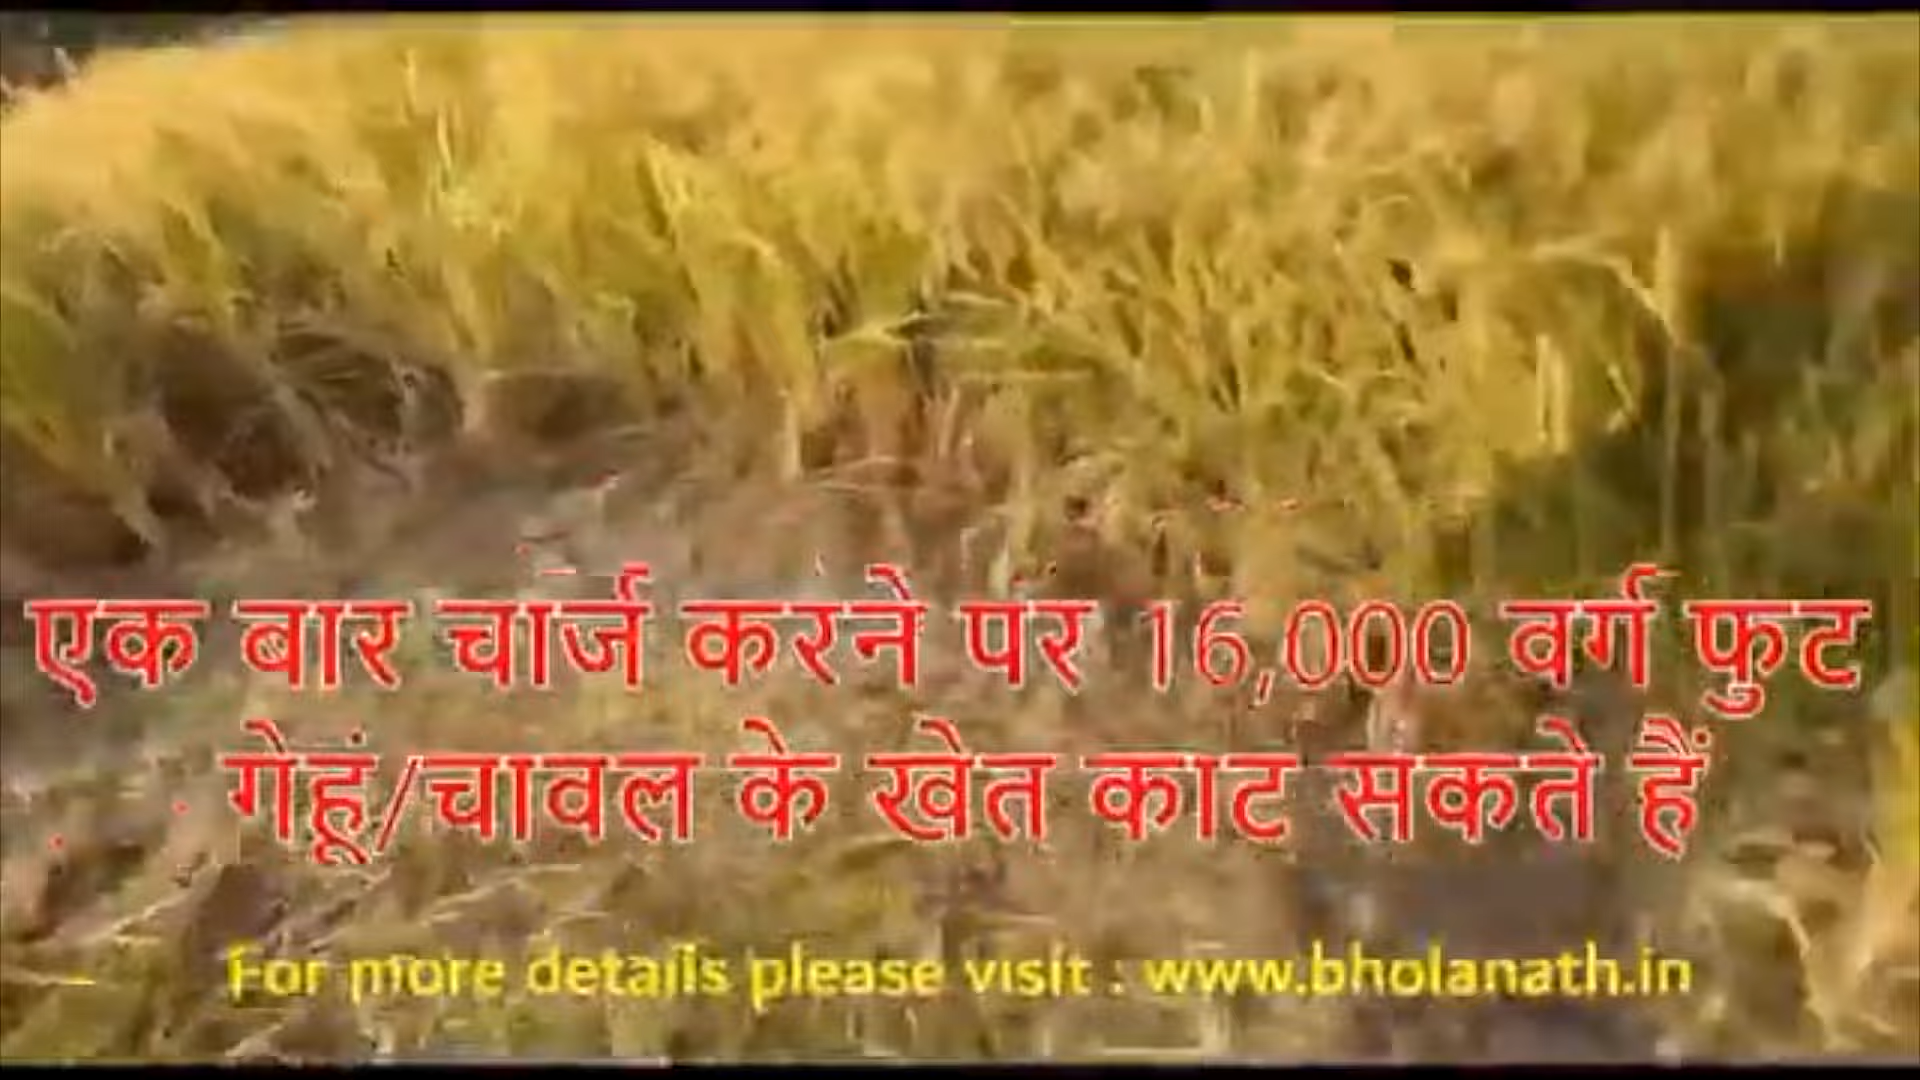 एक बार चार्ज करने पर 16,000 वर्ग फुट
गेहूं/चावल के खेत काट सकते हैं
For more details please visit : www.bholanath.in